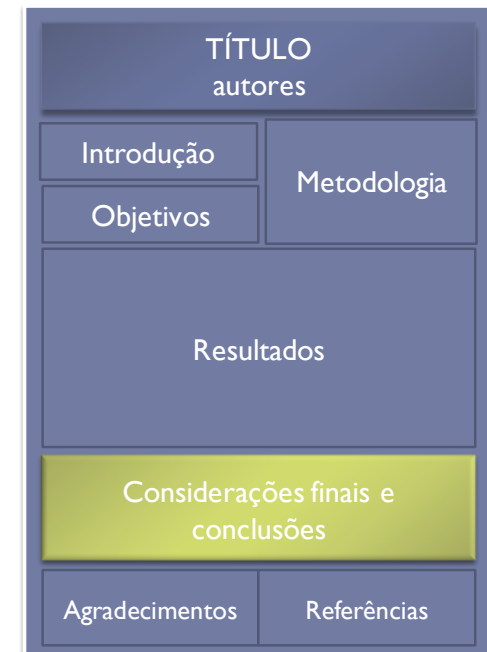 TÍTULO
autores
Introdução
Objetivos
Metodologia
Resultados
Considerações finais e
conclusões
Agradecimentos
Referências